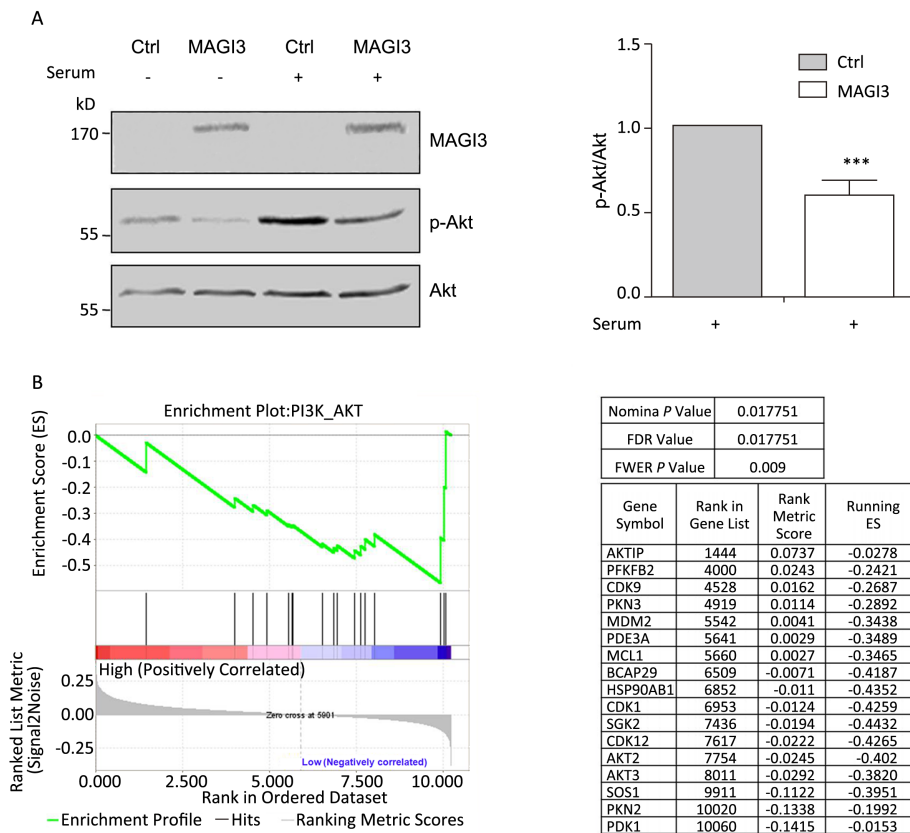 A
Ctrl MAGI3 Ctrl MAGI3
Serum - - + +
kD
170
MAGI3
55
p-Akt
55
Akt
1.5
1.0
0.5
0.0
p-Akt/Akt
Ctrl
MAGI3
***
Serum + +
B
Enrichment Plot:PI3K_AKT
Enrichment Score (ES)
0.0
-0.1
-0.2
-0.3
-0.4
-0.5
High (Positively Correlated)
Ranked List Metric
(Signal2Noise)
0.25
0.00
-0.25
Zero cross at 5901
Low (Negatively correlated)
0.000 2.500 5.000 7.500 10.000
Rank in Ordered Dataset
Enrichment Profile Hits Ranking Metric Scores
Nomina P Value 0.017751
FDR Value 0.017751
FWER P Value 0.009
Gene Symbol Rank in Gene List Rank Metric Score Running ES
AKTIP 1444 0.0737 -0.0278
PFKFB2 4000 0.0243 -0.2421
CDK9 4528 0.0162 -0.2687
PKN3 4919 0.0114 -0.2892
MDM2 5542 0.0041 -0.3438
PDE3A 5641 0.0029 -0.3489
MCL1 5660 0.0027 -0.3465
BCAP29 6509 -0.0071 -0.4187
HSP90AB1 6852 -0.011 -0.4352
CDK1 6953 -0.0124 -0.4259
SGK2 7436 -0.0194 -0.4432
CDK12 7617 -0.0222 -0.4265
AKT2 7754 -0.0245 -0.402
AKT3 8011 -0.0292 -0.3820
SOS1 9911 -0.1122 -0.3951
PKN2 10020 -0.1338 -0.1992
PDK1 10060 -0.1415 -0.0153